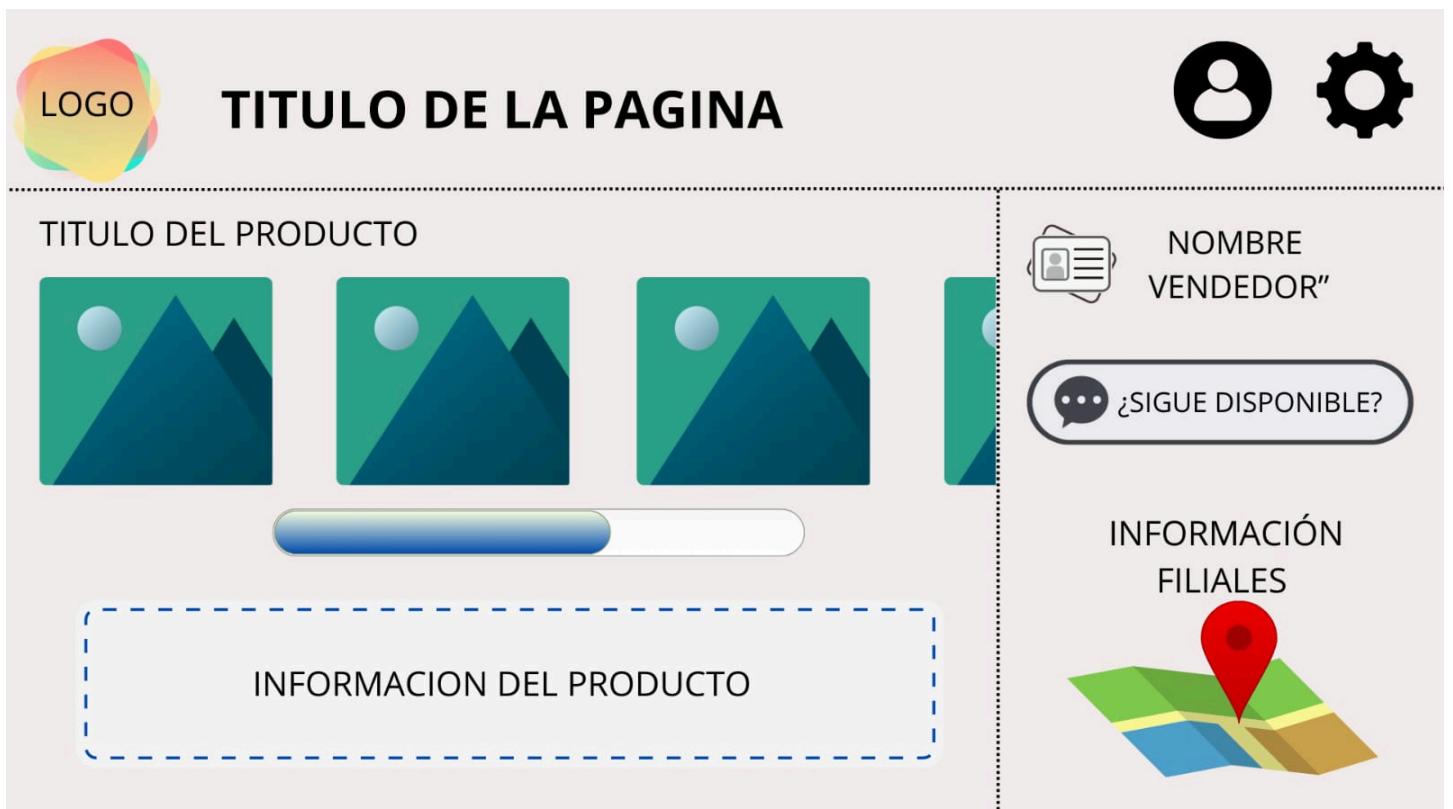 LOGO
TITULO DE LA PAGINA
TITULO DEL PRODUCTO
NOMBRE
VENDEDOR”
¿SIGUE DISPONIBLE?
INFORMACIÓN
FILIALES
INFORMACION DEL PRODUCTO